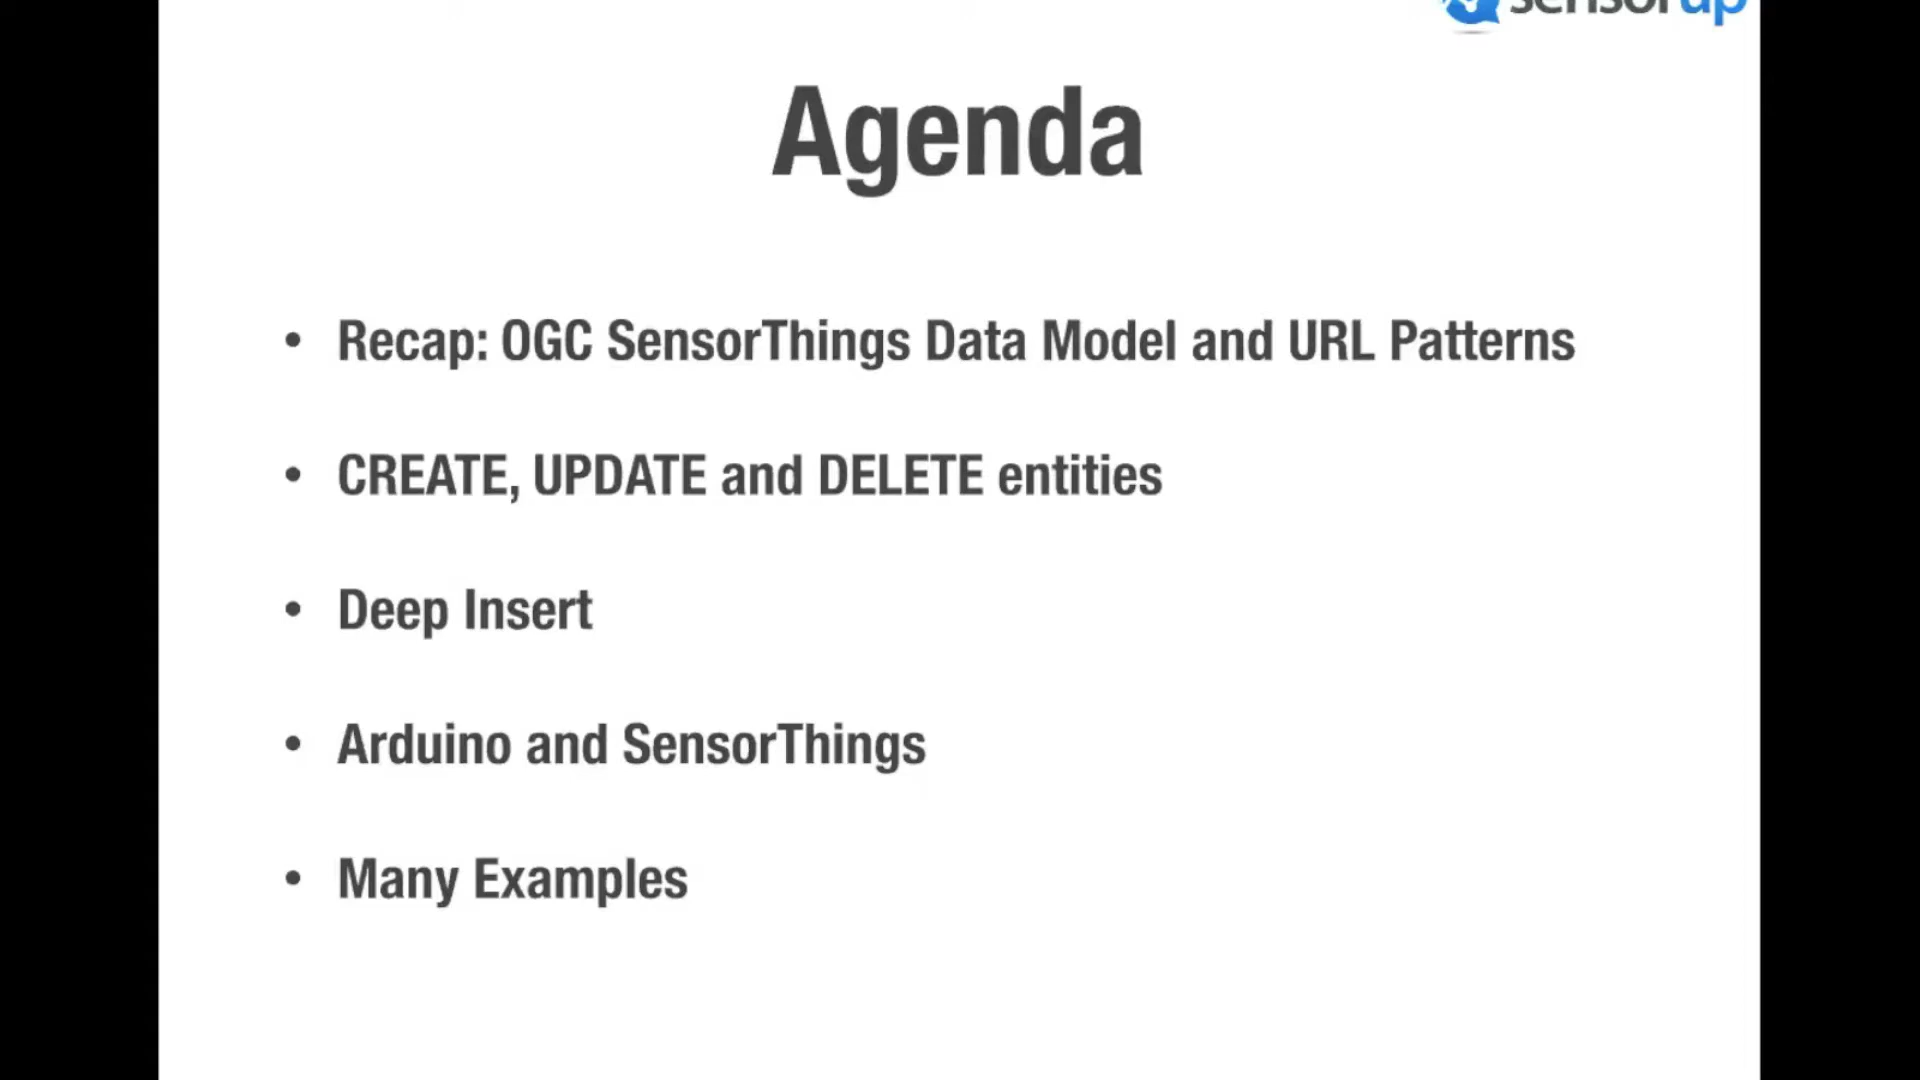 sensorup
Agenda
• Recap: OGC SensorThings Data Model and URL Patterns
• CREATE, UPDATE and DELETE entities
• Deep Insert
• Arduino and SensorThings
• Many Examples